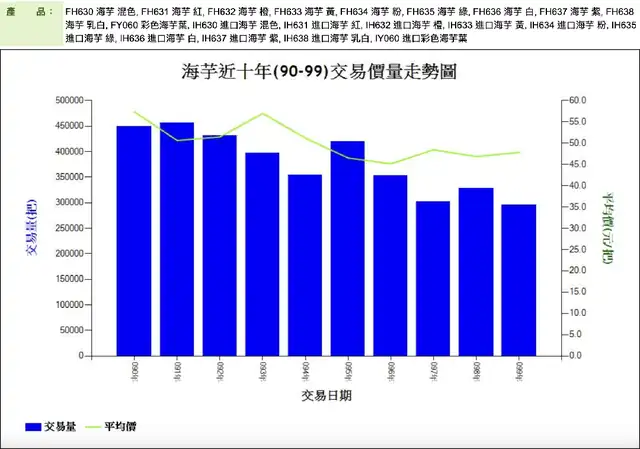 產 品： FH630 海芋 混色, FH631 海芋 紅, FH632 海芋 橙, FH633 海芋 黃, FH634 海芋 粉, FH635 海芋 綠, FH636 海芋 白, FH637 海芋 紫, FH638
海芋 乳白, FY060 彩色海芋葉, IH630 進口海芋 混色, IH631 進口海芋 紅, IH632 進口海芋 橙, IH633 進口海芋 黃, IH634 進口海芋 粉, IH635
進口海芋 綠, IH636 進口海芋 白, IH637 進口海芋 紫, IH638 進口海芋 乳白, IY060 進口彩色海芋葉
海芋近十年(90-99)交易價量走勢圖
500000 60.0
450000 55.0
400000 50.0
350000 45.0
300000 40.0
250000 35.0
200000 30.0
150000 25.0
100000 20.0
50000 15.0
0 10.0
5.0
0.0
交易量(把)
平均價(元/把)
090年 091年 092年 093年 094年 095年 096年 097年 098年 099年
交易日期
交易量 平均價